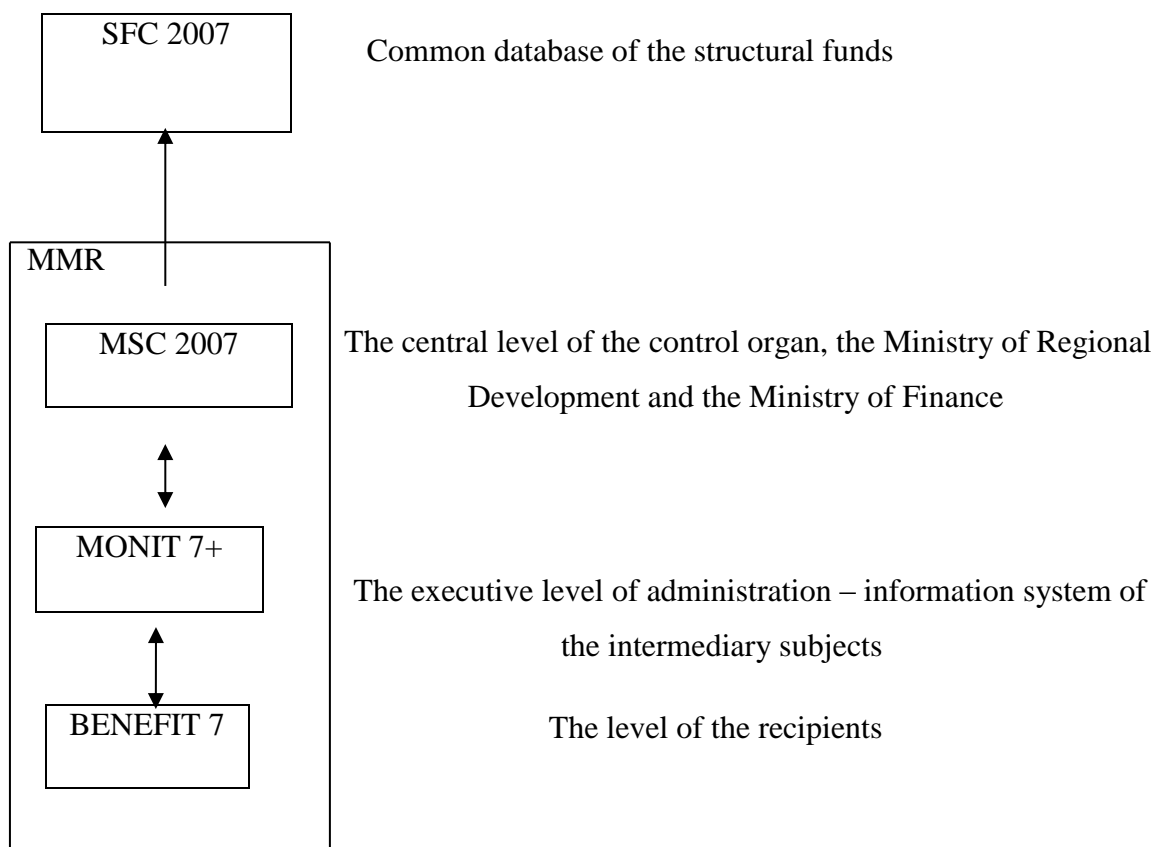 SFC 2007
Common database of the structural funds
MMR
MSC 2007
The central level of the control organ, the Ministry of Regional
Development and the Ministry of Finance
MONIT 7+
The executive level of administration – information system of
the intermediary subjects
BENEFIT 7
The level of the recipients